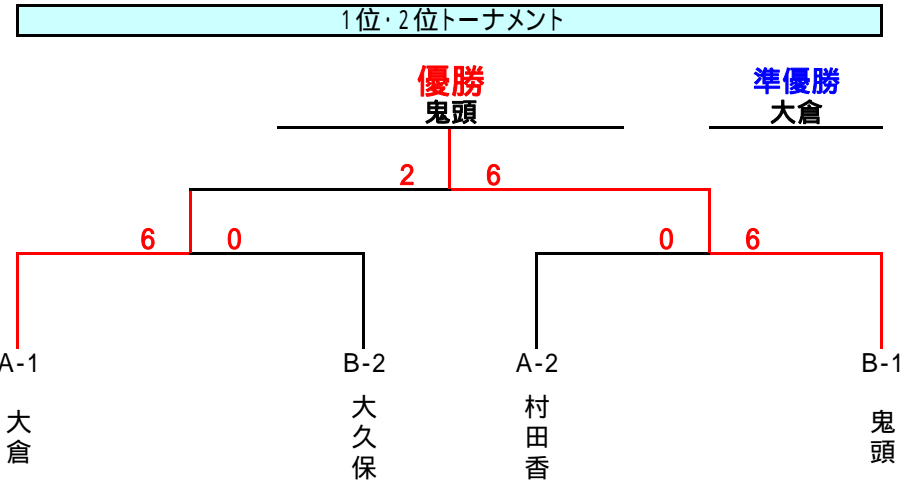 1位・2位トーナメント
優勝
準優勝
鬼頭
大倉
2 6
6 0
0 6
A-1
B-2
A-2
B-1
大倉
大久保
村田香
鬼頭